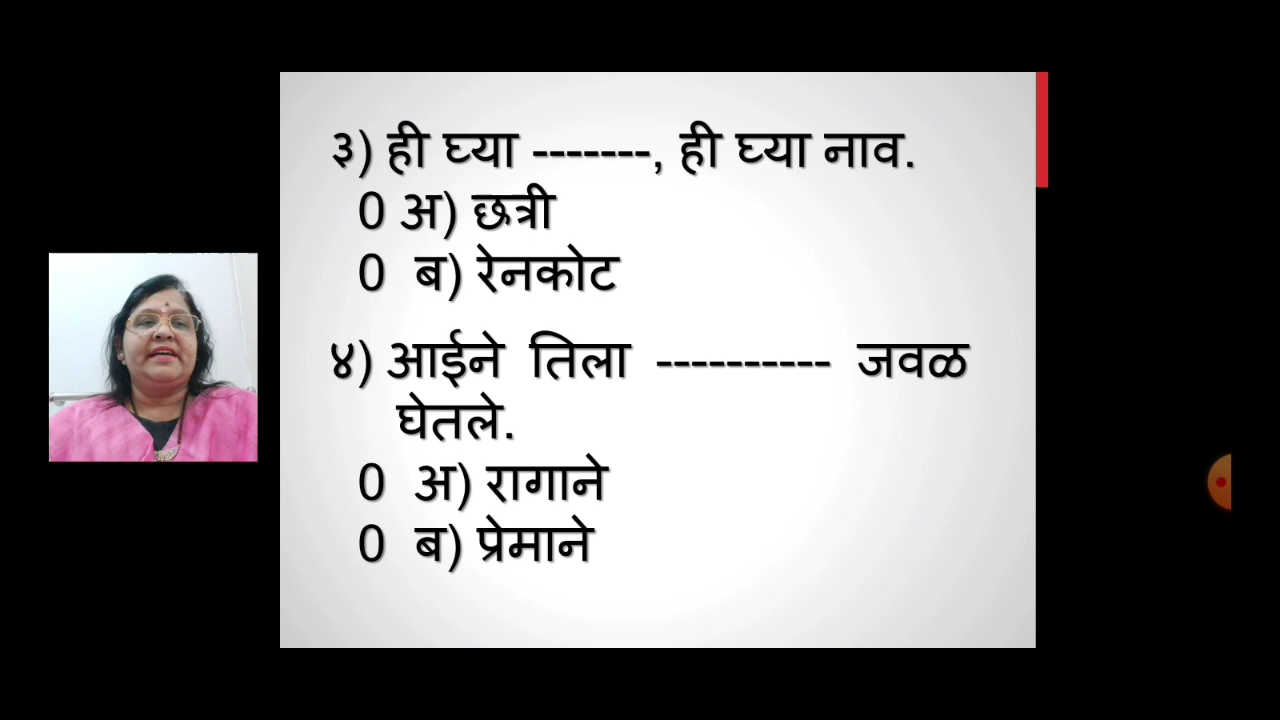 ३) ही घ्या -------, ही घ्या नाव.
0 अ) छत्री
0 ब) रेनकोट
४) आईने तिला ---------- जवळ
घेतले.
0 अ) रागाने
0 ब) प्रेमाने